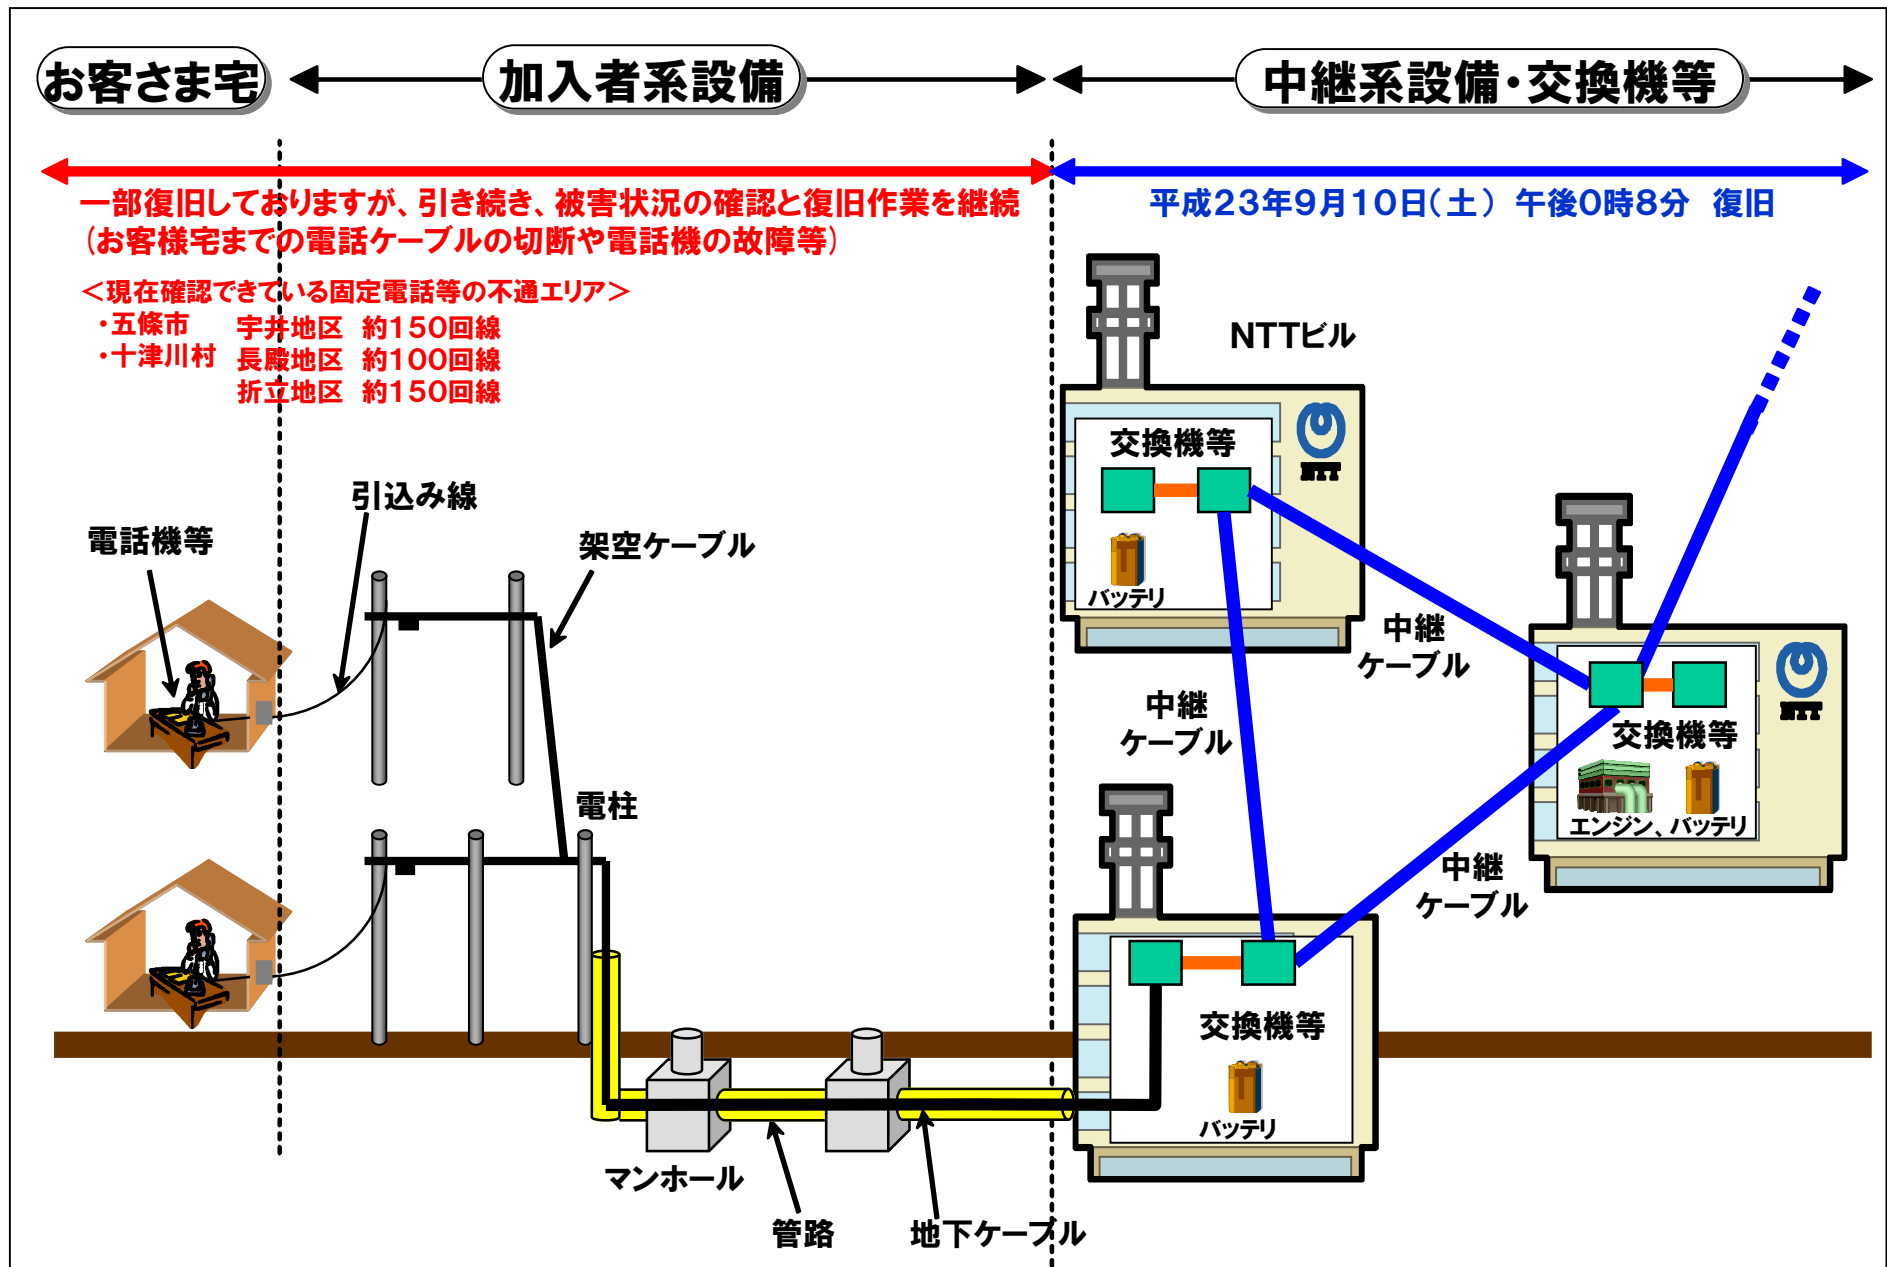 お客さま宅
加入者系設備
中継系設備・交換機等
一部復旧しておりますが、引き続き、被害状況の確認と復旧作業を継続
（お客様宅までの電話ケーブルの切断や電話機の故障等）
平成23年9月10日（土） 午後0時8分 復旧
＜現在確認できている固定電話等の不通エリア＞
・五條市 宇井地区 約150回線
・十津川村 長殿地区 約100回線
折立地区 約150回線
NTTビル
交換機等
NTT
バッテリ
引込み線
電話機等
架空ケーブル
中継
ケーブル
中継
ケーブル
NTT
交換機等
エンジン、バッテリ
電柱
中継
ケーブル
交換機等
バッテリ
マンホール
管路
地下ケーブル